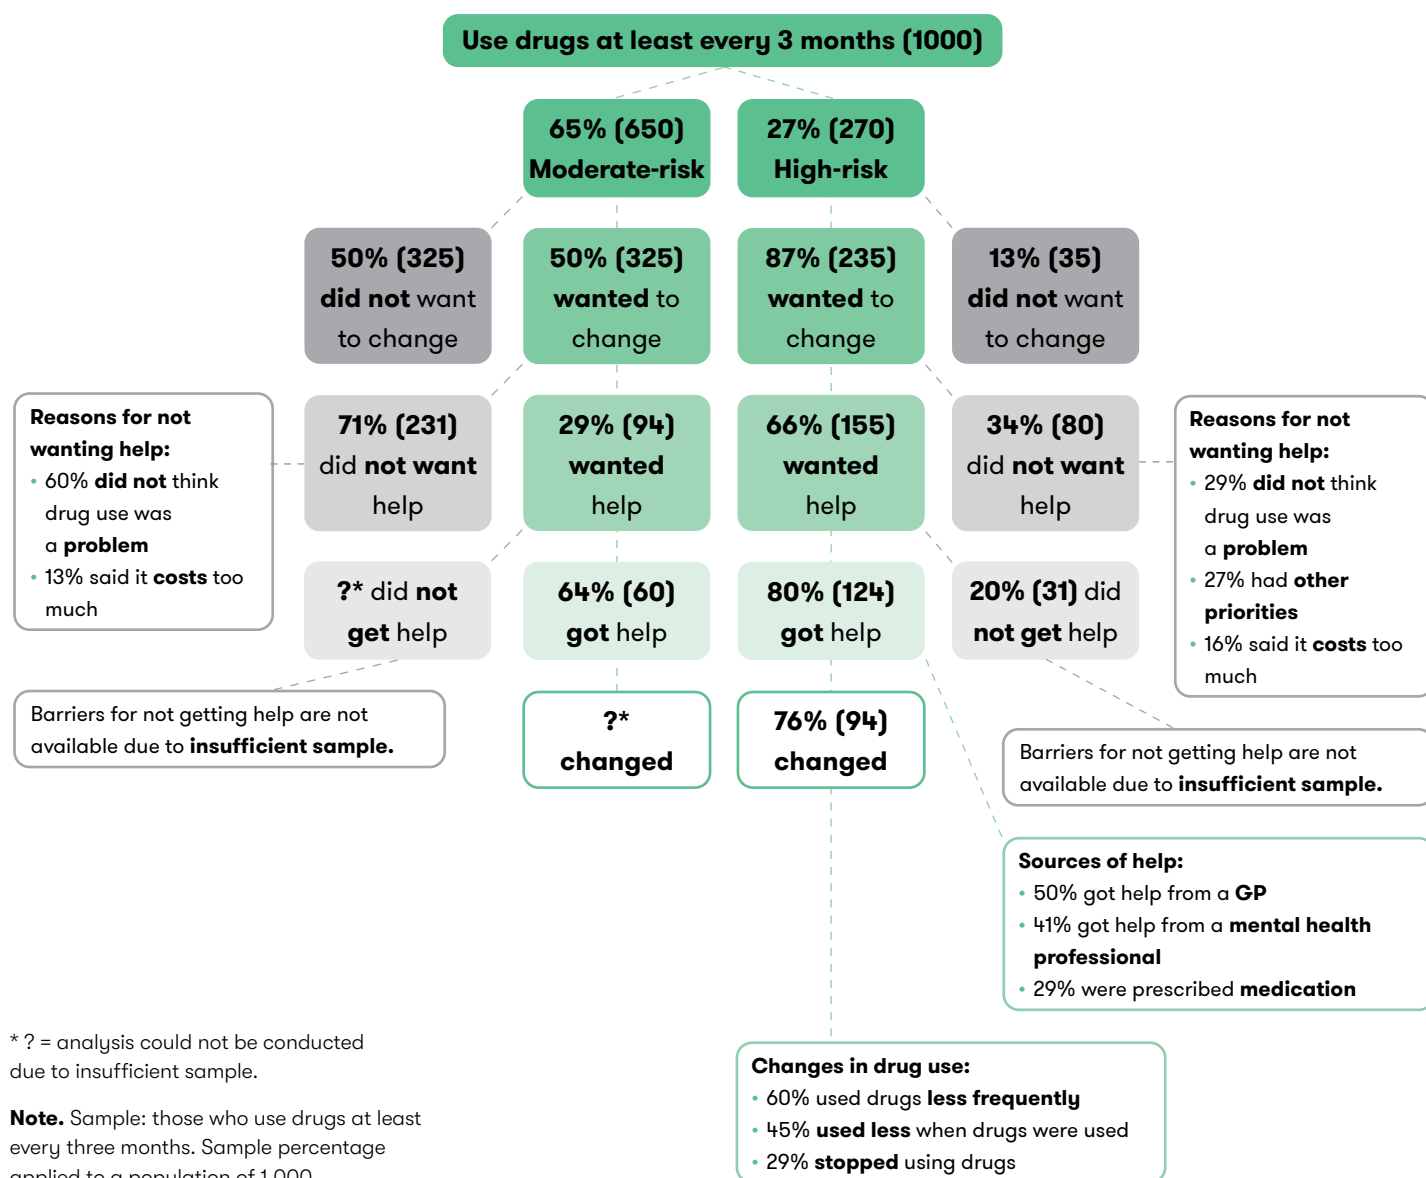 Use drugs at least every 3 months (1000)
65% (650)
Moderate-risk
27% (270)
High-risk
50% (325)
did not want
to change
50% (325)
wanted to
change
87% (235)
wanted to
change
13% (35)
did not want
to change
Reasons for not
wanting help:
• 60% did not think
drug use was
a problem
• 13% said it costs too
much
71% (231)
did not want
help
29% (94)
wanted
help
66% (155)
wanted
help
34% (80)
did not want
help
Reasons for not
wanting help:
• 29% did not think
drug use was
a problem
• 27% had other
priorities
• 16% said it costs too
much
?* did not
get help
64% (60)
got help
80% (124)
got help
20% (31) did
not get help
Barriers for not getting help are not
available due to insufficient sample.
?*
changed
76% (94)
changed
Barriers for not getting help are not
available due to insufficient sample.
Sources of help:
• 50% got help from a GP
• 41% got help from a mental health
professional
• 29% were prescribed medication
Changes in drug use:
• 60% used drugs less frequently
• 45% used less when drugs were used
• 29% stopped using drugs
* ? = analysis could not be conducted
due to insufficient sample.
Note. Sample: those who use drugs at least
every three months. Sample percentage
applied to a population of 1,000